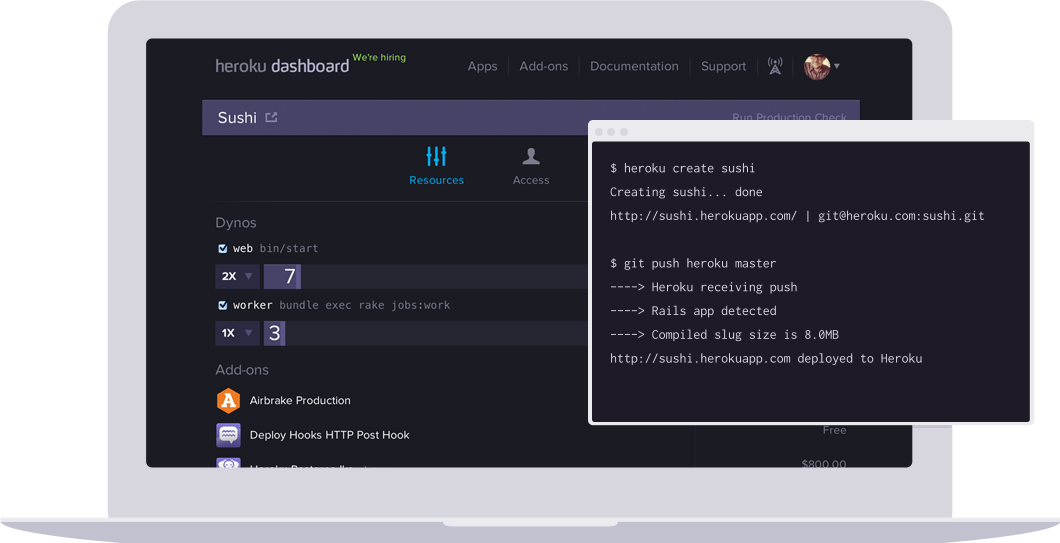 heroku dashboard We're hiring
Apps Add-ons Documentation Support
Sushi
Run Production Check
Resources Access
Dynos
web bin/start
2X 7
worker bundle exec rake jobs:work
1X 3
Add-ons
Airbrake Production
Deploy Hooks HTTP Post Hook
Free
$800.00
$ heroku create sushi
Creating sushi... done
http://sushi.herokuapp.com/ | git@heroku.com:sushi.git
$ git push heroku master
----> Heroku receiving push
----> Rails app detected
----> Compiled slug size is 8.0MB
http://sushi.herokuapp.com deployed to Heroku